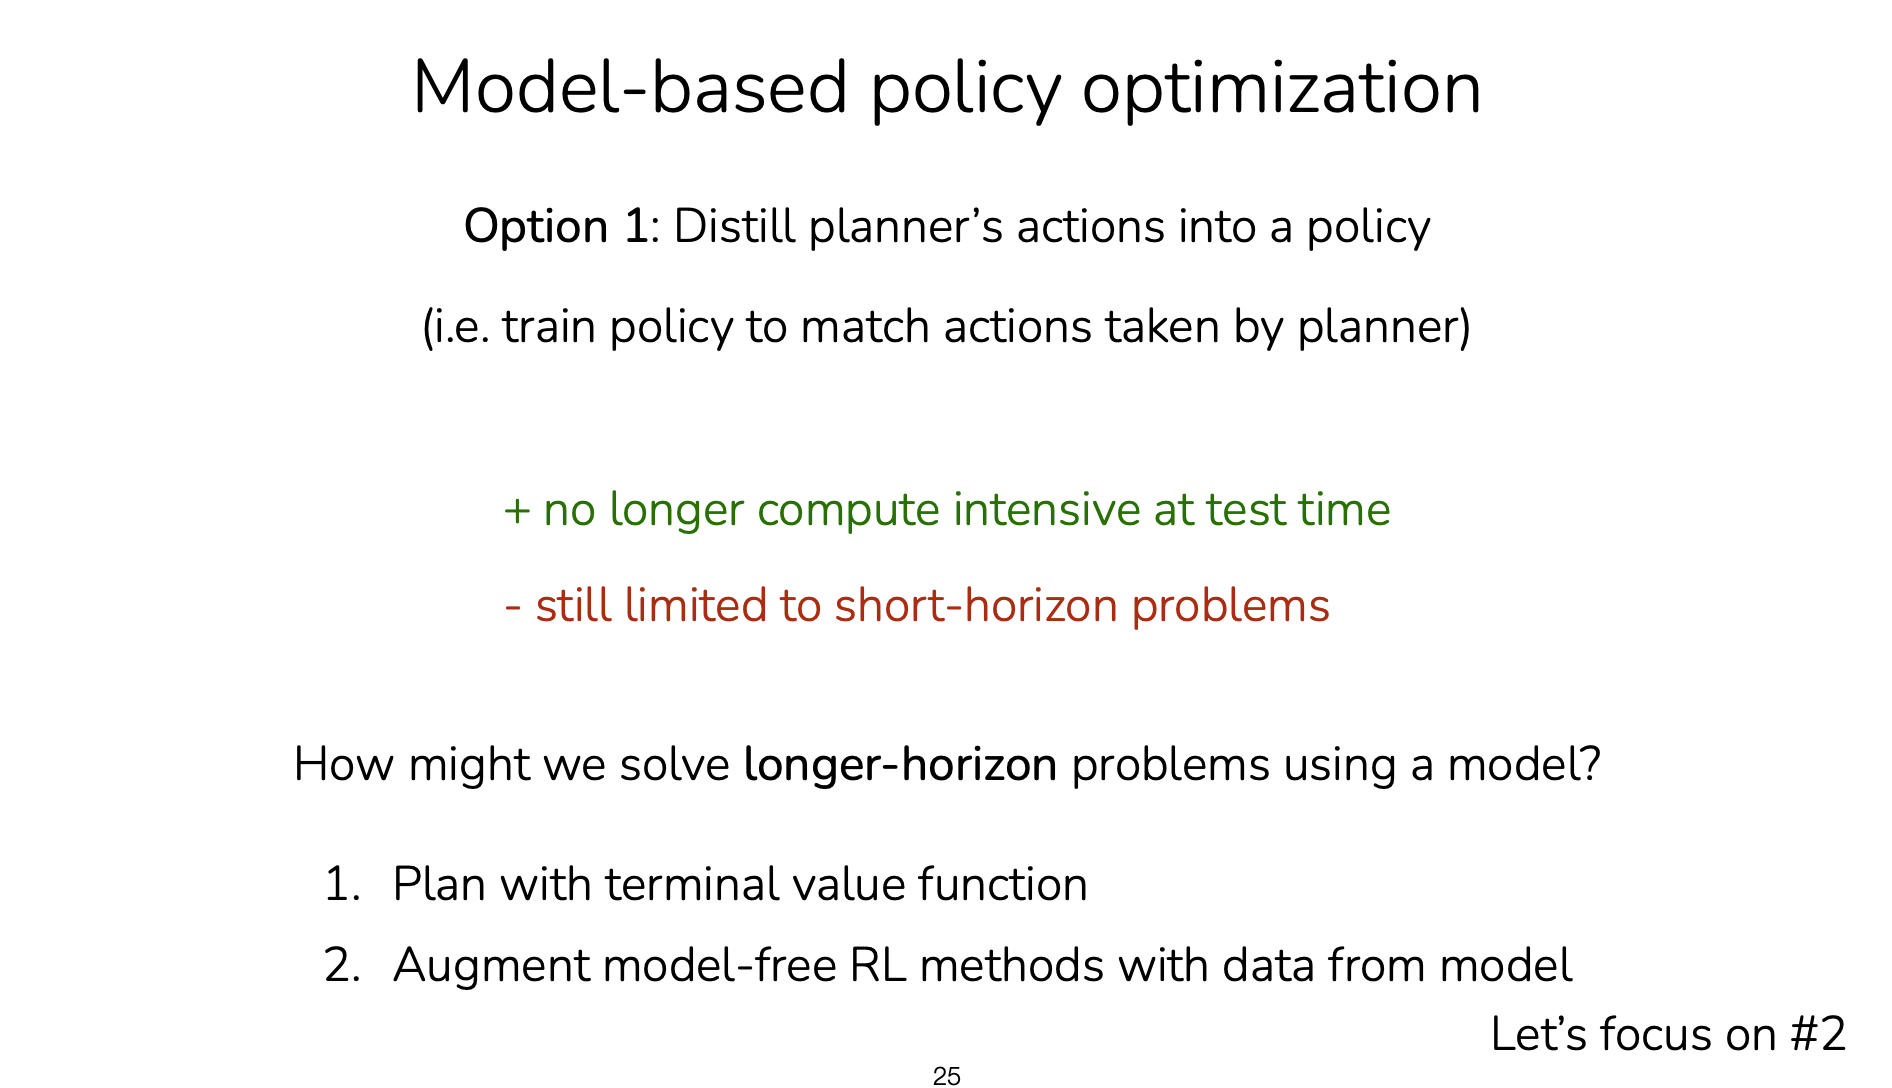 Model-based policy optimization
Option 1: Distill planner’s actions into a policy
(i.e. train policy to match actions taken by planner)
+ no longer compute intensive at test time
- still limited to short-horizon problems
How might we solve longer-horizon problems using a model?
1. Plan with terminal value function
2. Augment model-free RL methods with data from model
Let’s focus on #2
25